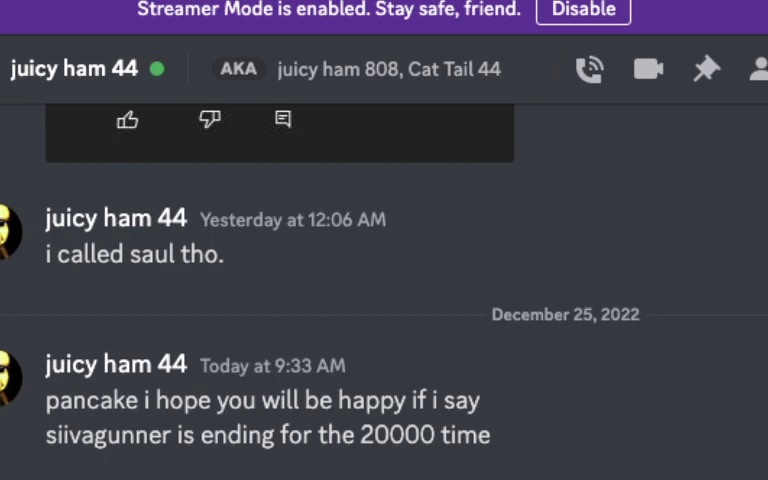 Streamer Mode is enabled. Stay safe, friend. Disable
juicy ham 44 AKA juicy ham 808, Cat Tail 44
juicy ham 44 Yesterday at 12:06 AM
i called saul tho.
December 25, 2022
juicy ham 44 Today at 9:33 AM
pancake i hope you will be happy if i say
siivagunner is ending for the 20000 time